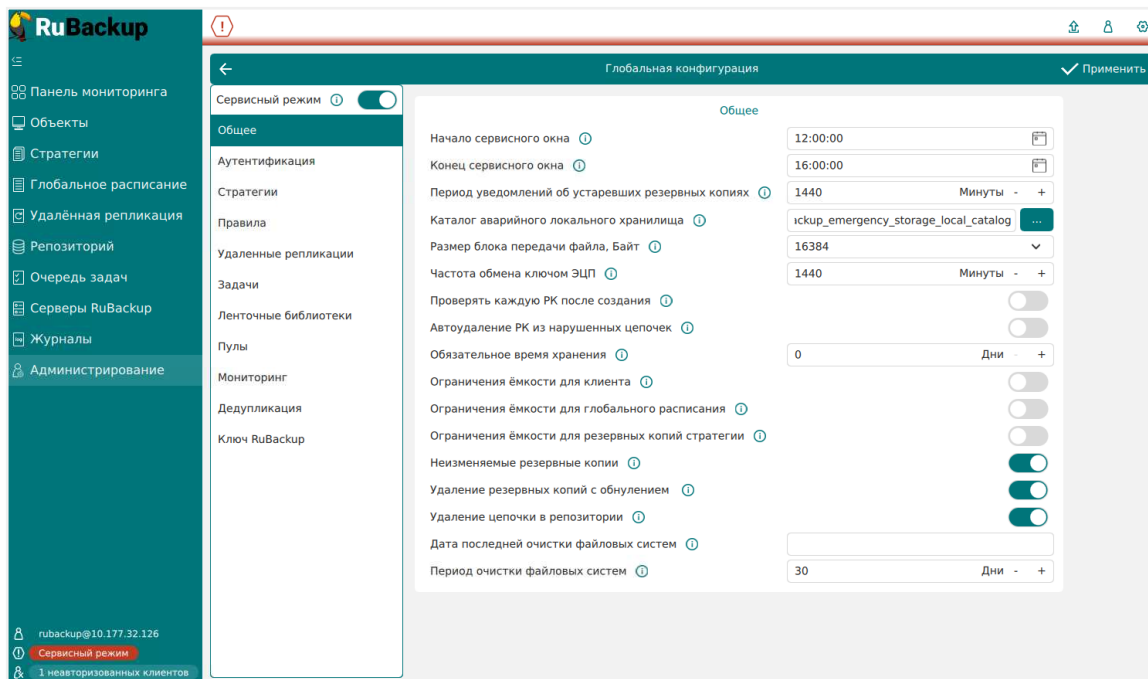 RuBackup
Панель мониторинга
Объекты
Стратегии
Глобальное расписание
Удалённая репликация
Репозиторий
Очередь задач
Серверы RuBackup
Журналы
Администрирование
rubackup@10.177.32.126
Сервисный режим
1 неавторизованных клиентов
Глобальная конфигурация
Применить
Сервисный режим
Общее
Аутентификация
Стратегии
Правила
Удаленные репликации
Задачи
Ленточные библиотеки
Пулы
Мониторинг
Дедупликация
Ключ RuBackup
Общее
Начало сервисного окна 12:00:00
Конец сервисного окна 16:00:00
Период уведомлений об устаревших резервных копиях 1440 Минуты - +
Каталог аварийного локального хранилища ackup_emergency_storage_local_catalog ...
Размер блока передачи файла, Байт 16384
Частота обмена ключом ЭЦП 1440 Минуты - +
Проверять каждую РК после создания
Автоудаление РК из нарушенных цепочек
Обязательное время хранения 0 Дни - +
Ограничения ёмкости для клиента
Ограничения ёмкости для глобального расписания
Ограничения ёмкости для резервных копий стратегии
Неизменяемые резервные копии
Удаление резервных копий с обнулением
Удаление цепочки в репозитории
Дата последней очистки файловых систем
Период очистки файловых систем 30 Дни - +